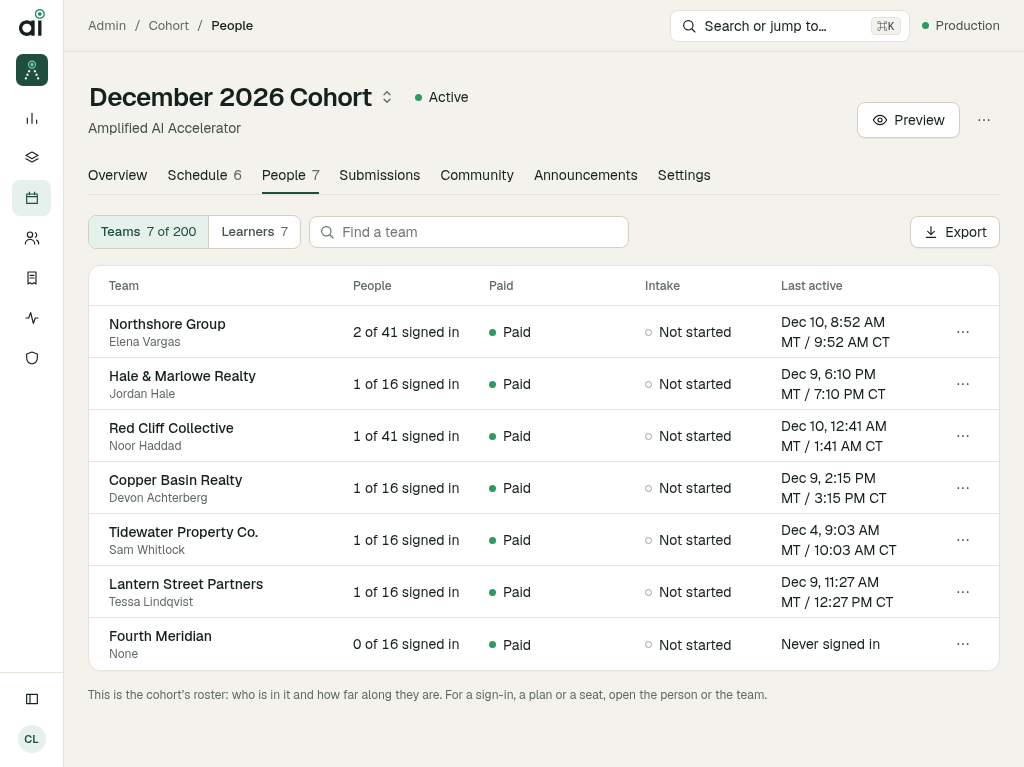 ai
Admin / Cohort / People
Search or jump to… ⌘K
Production
December 2026 Cohort
Active
Amplified AI Accelerator
Preview
Overview Schedule 6 People 7 Submissions Community Announcements Settings
Teams 7 of 200 Learners 7 Find a team Export
Team People Paid Intake Last active
Northshore Group
Elena Vargas
2 of 41 signed in Paid Not started
Dec 10, 8:52 AM
MT / 9:52 AM CT
Hale & Marlowe Realty
Jordan Hale
1 of 16 signed in Paid Not started
Dec 9, 6:10 PM
MT / 7:10 PM CT
Red Cliff Collective
Noor Haddad
1 of 41 signed in Paid Not started
Dec 10, 12:41 AM
MT / 1:41 AM CT
Copper Basin Realty
Devon Achterberg
1 of 16 signed in Paid Not started
Dec 9, 2:15 PM
MT / 3:15 PM CT
Tidewater Property Co.
Sam Whitlock
1 of 16 signed in Paid Not started
Dec 4, 9:03 AM
MT / 10:03 AM CT
Lantern Street Partners
Tessa Lindqvist
1 of 16 signed in Paid Not started
Dec 9, 11:27 AM
MT / 12:27 PM CT
Fourth Meridian
None
0 of 16 signed in Paid Not started
Never signed in
This is the cohort's roster: who is in it and how far along they are. For a sign-in, a plan or a seat, open the person or the team.
CL